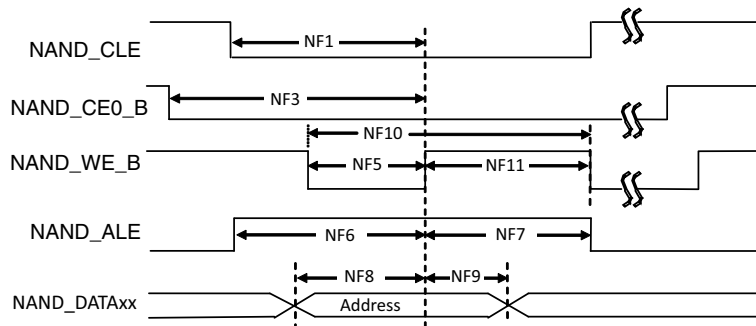 NF1
NAND_CLE
NF3
NAND_CE0_B
NF10
NAND_WE_B
NF5
NF11
NAND_ALE
NF6
NF7
NF8
NF9
NAND_DATAxx
Address